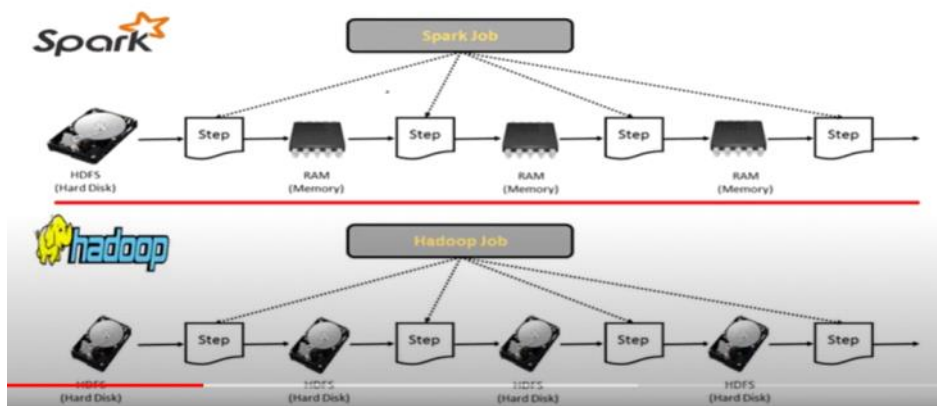 Spark
Spark Job
Step
Step
Step
Step
HDFS
(Hard Disk)
RAM
(Memory)
RAM
(Memory)
RAM
(Memory)
hadoop
Hadoop Job
Step
Step
Step
Step
HDFS
(Hard Disk)
HDFS
(Hard Disk)
HDFS
(Hard Disk)
HDFS
(Hard Disk)